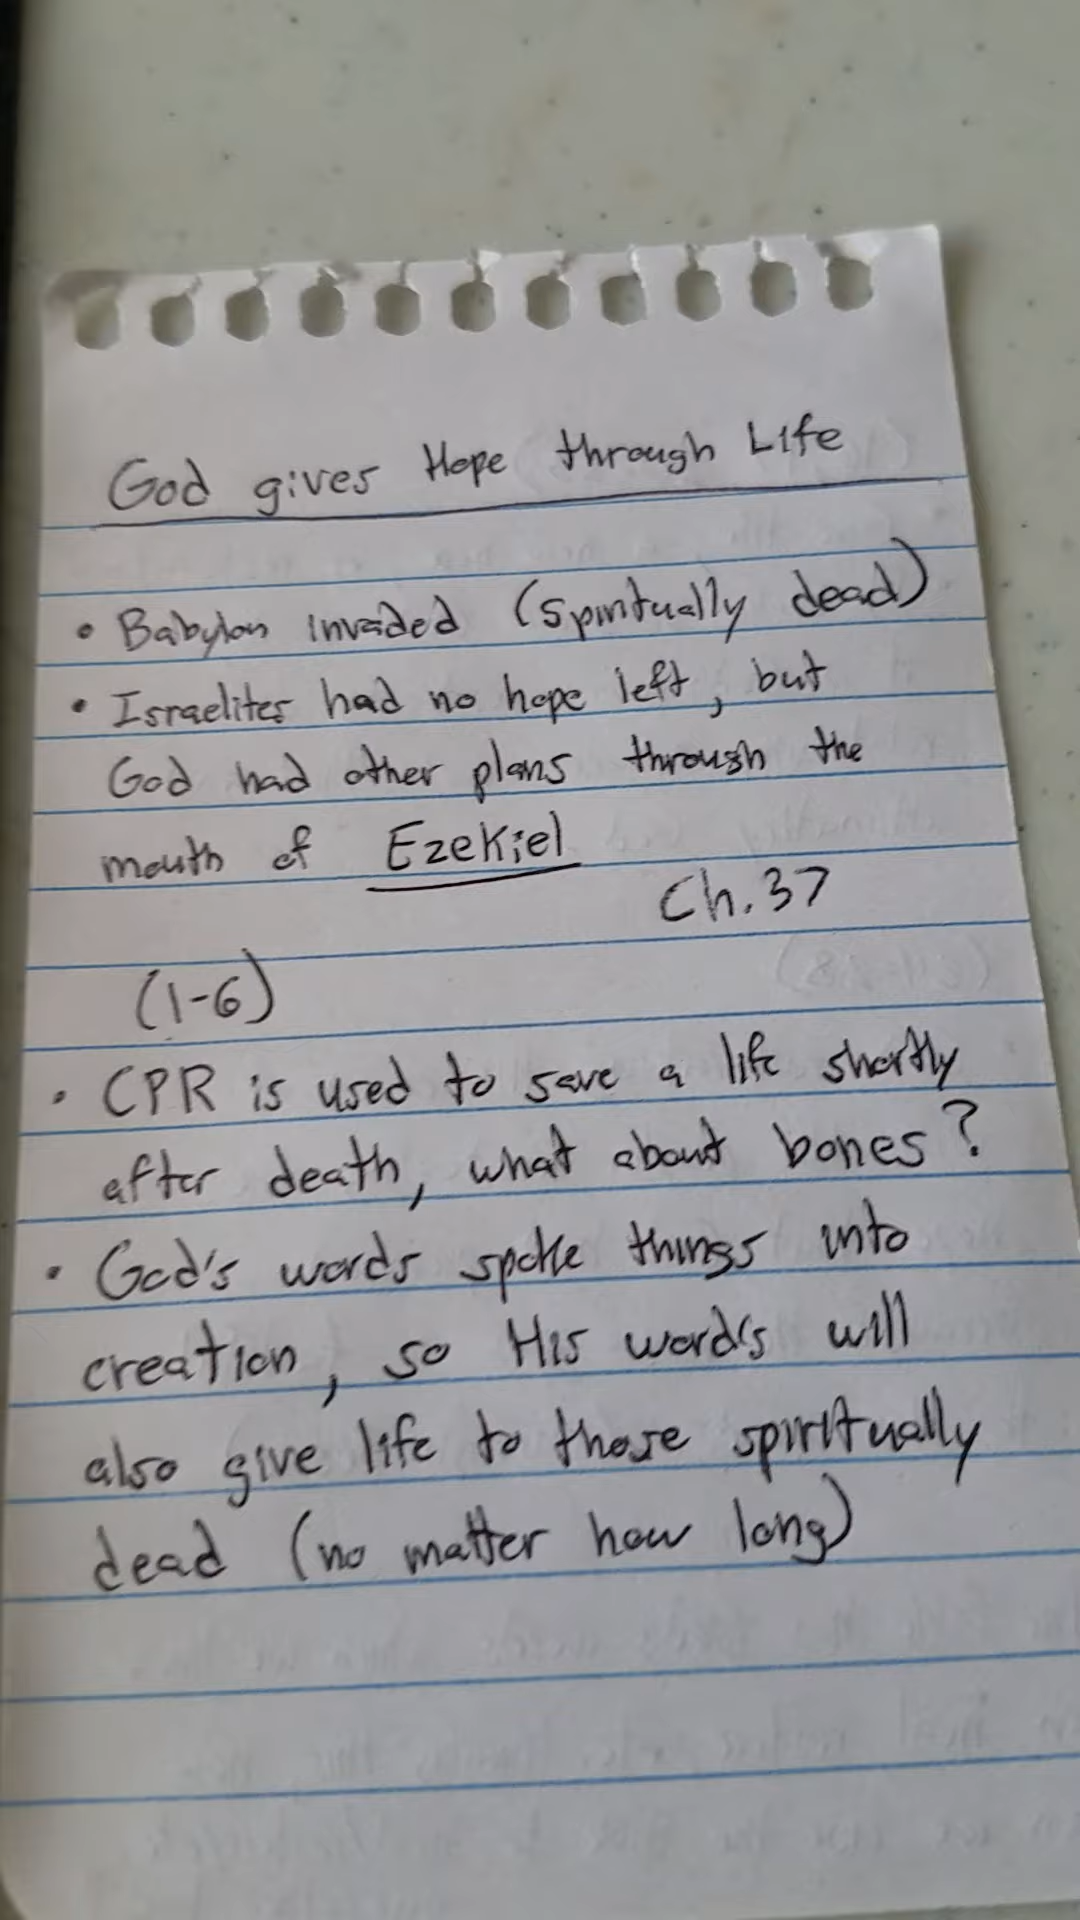 God gives Hope through Life
• Babylon invaded (spiritually dead)
• Israelites had no hope left, but
God had other plans through the
mouth of Ezekiel
Ch. 37
(1-6)
• CPR is used to save a life shortly
after death, what about bones?
• God's words spoke things into
creation, so His words will
also give life to those spiritually
dead (no matter how long)